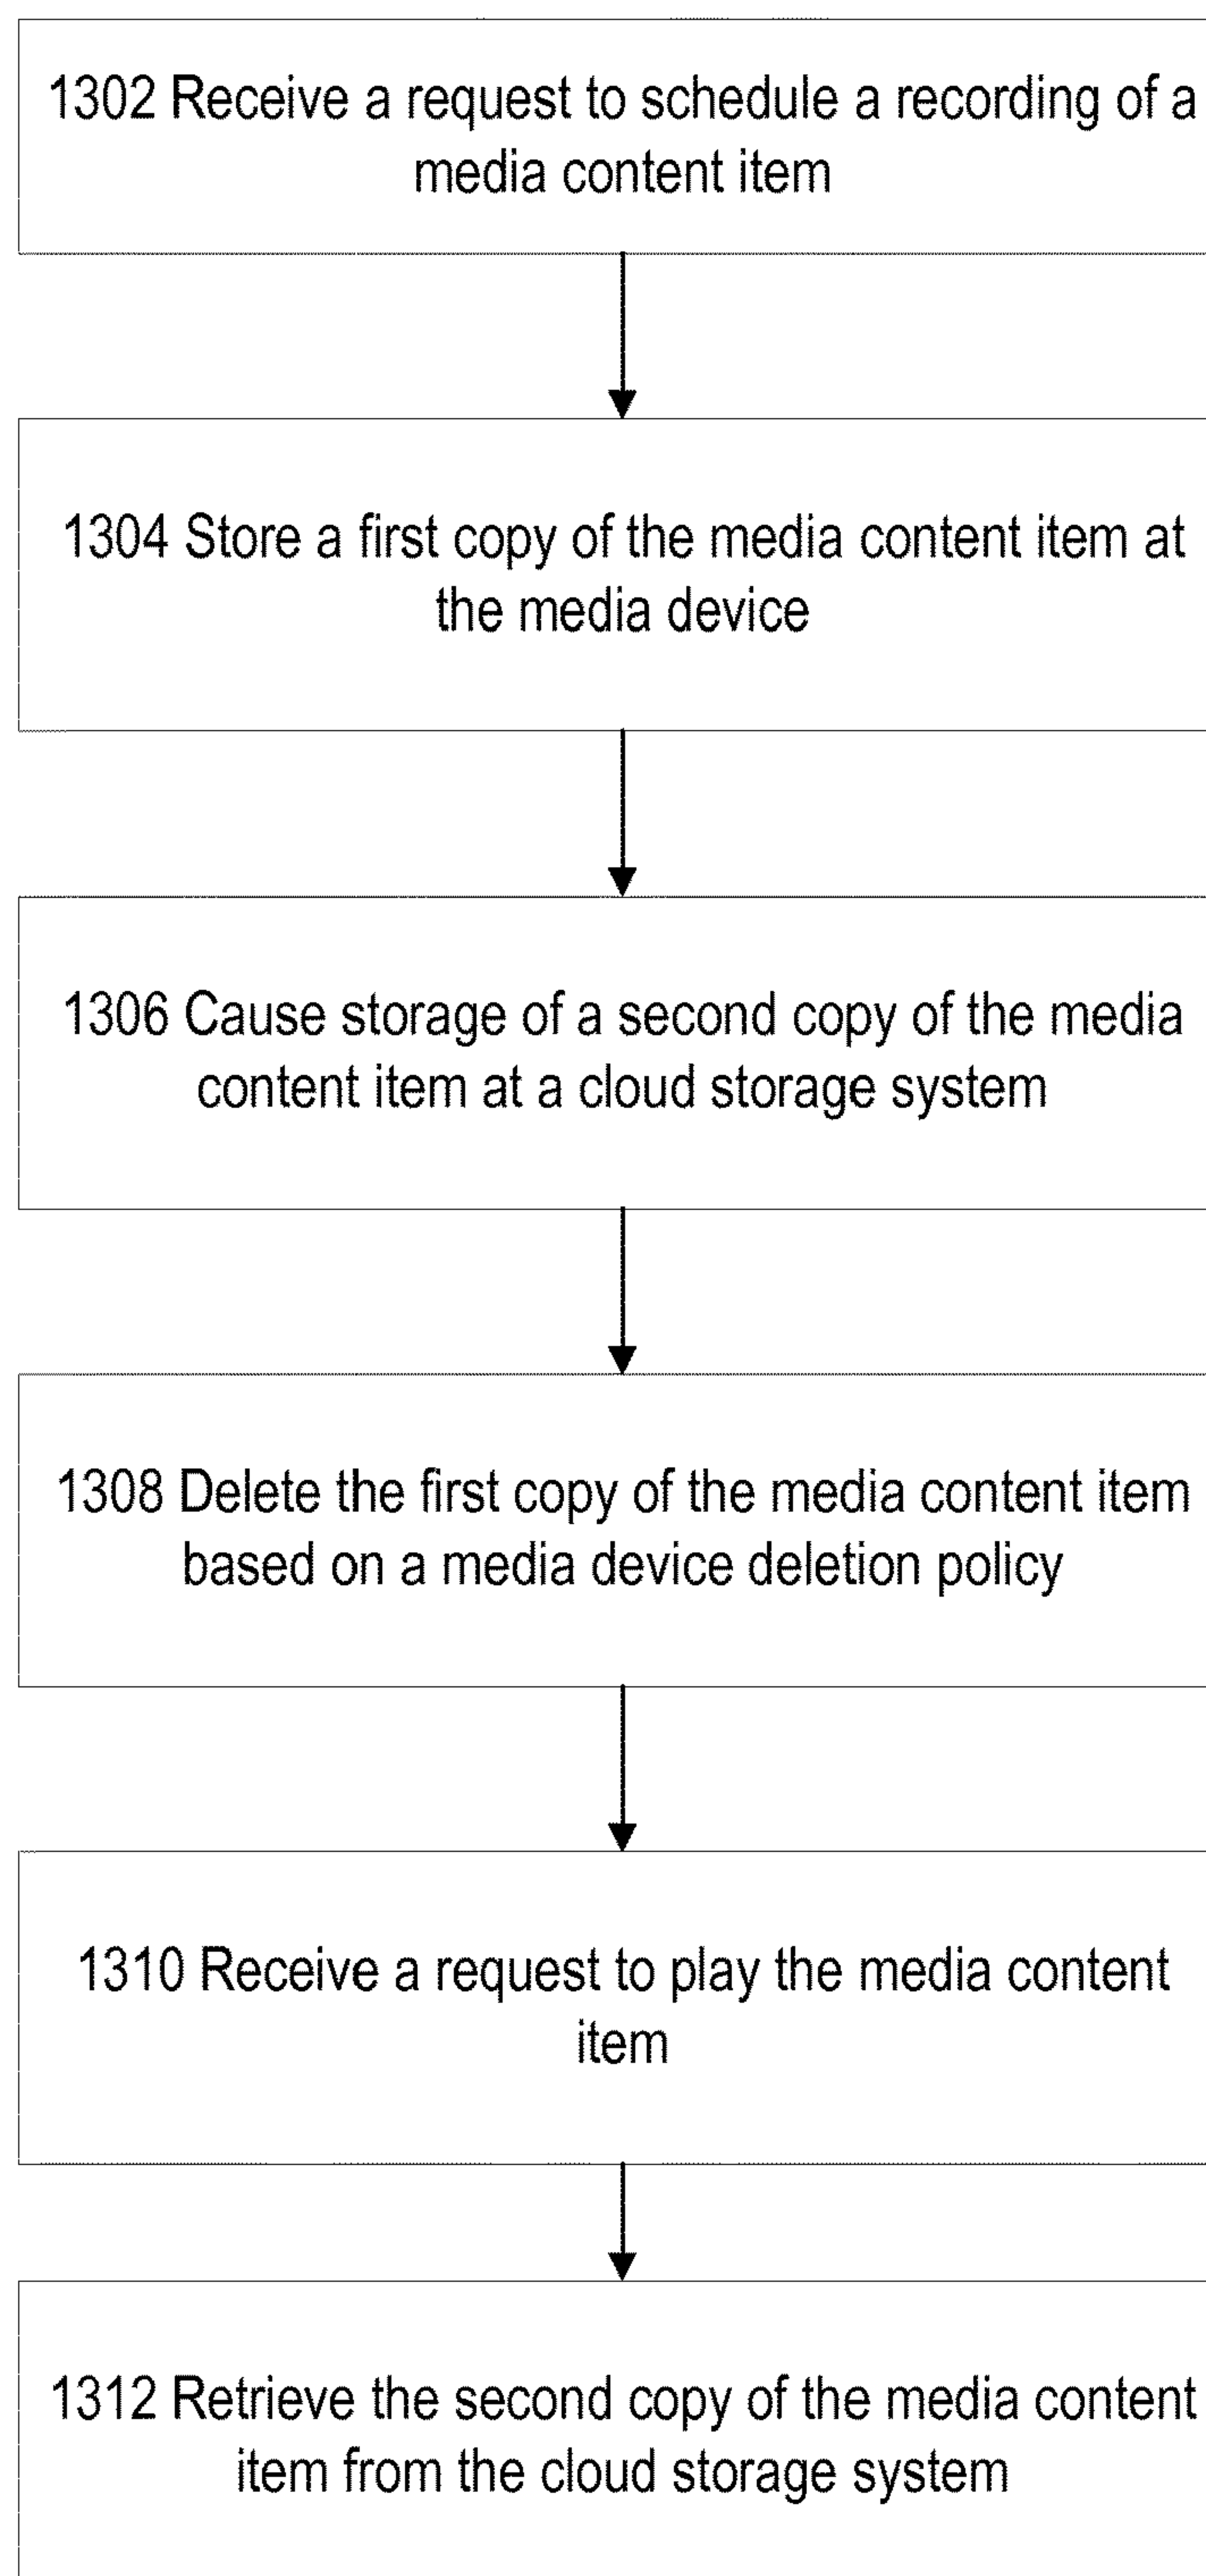 1302 Receive a request to schedule a recording of a
media content item
1304 Store a first copy of the media content item at
the media device
1306 Cause storage of a second copy of the media
content item at a cloud storage system
1308 Delete the first copy of the media content item
based on a media device deletion policy
1310 Receive a request to play the media content
item
1312 Retrieve the second copy of the media content
item from the cloud storage system